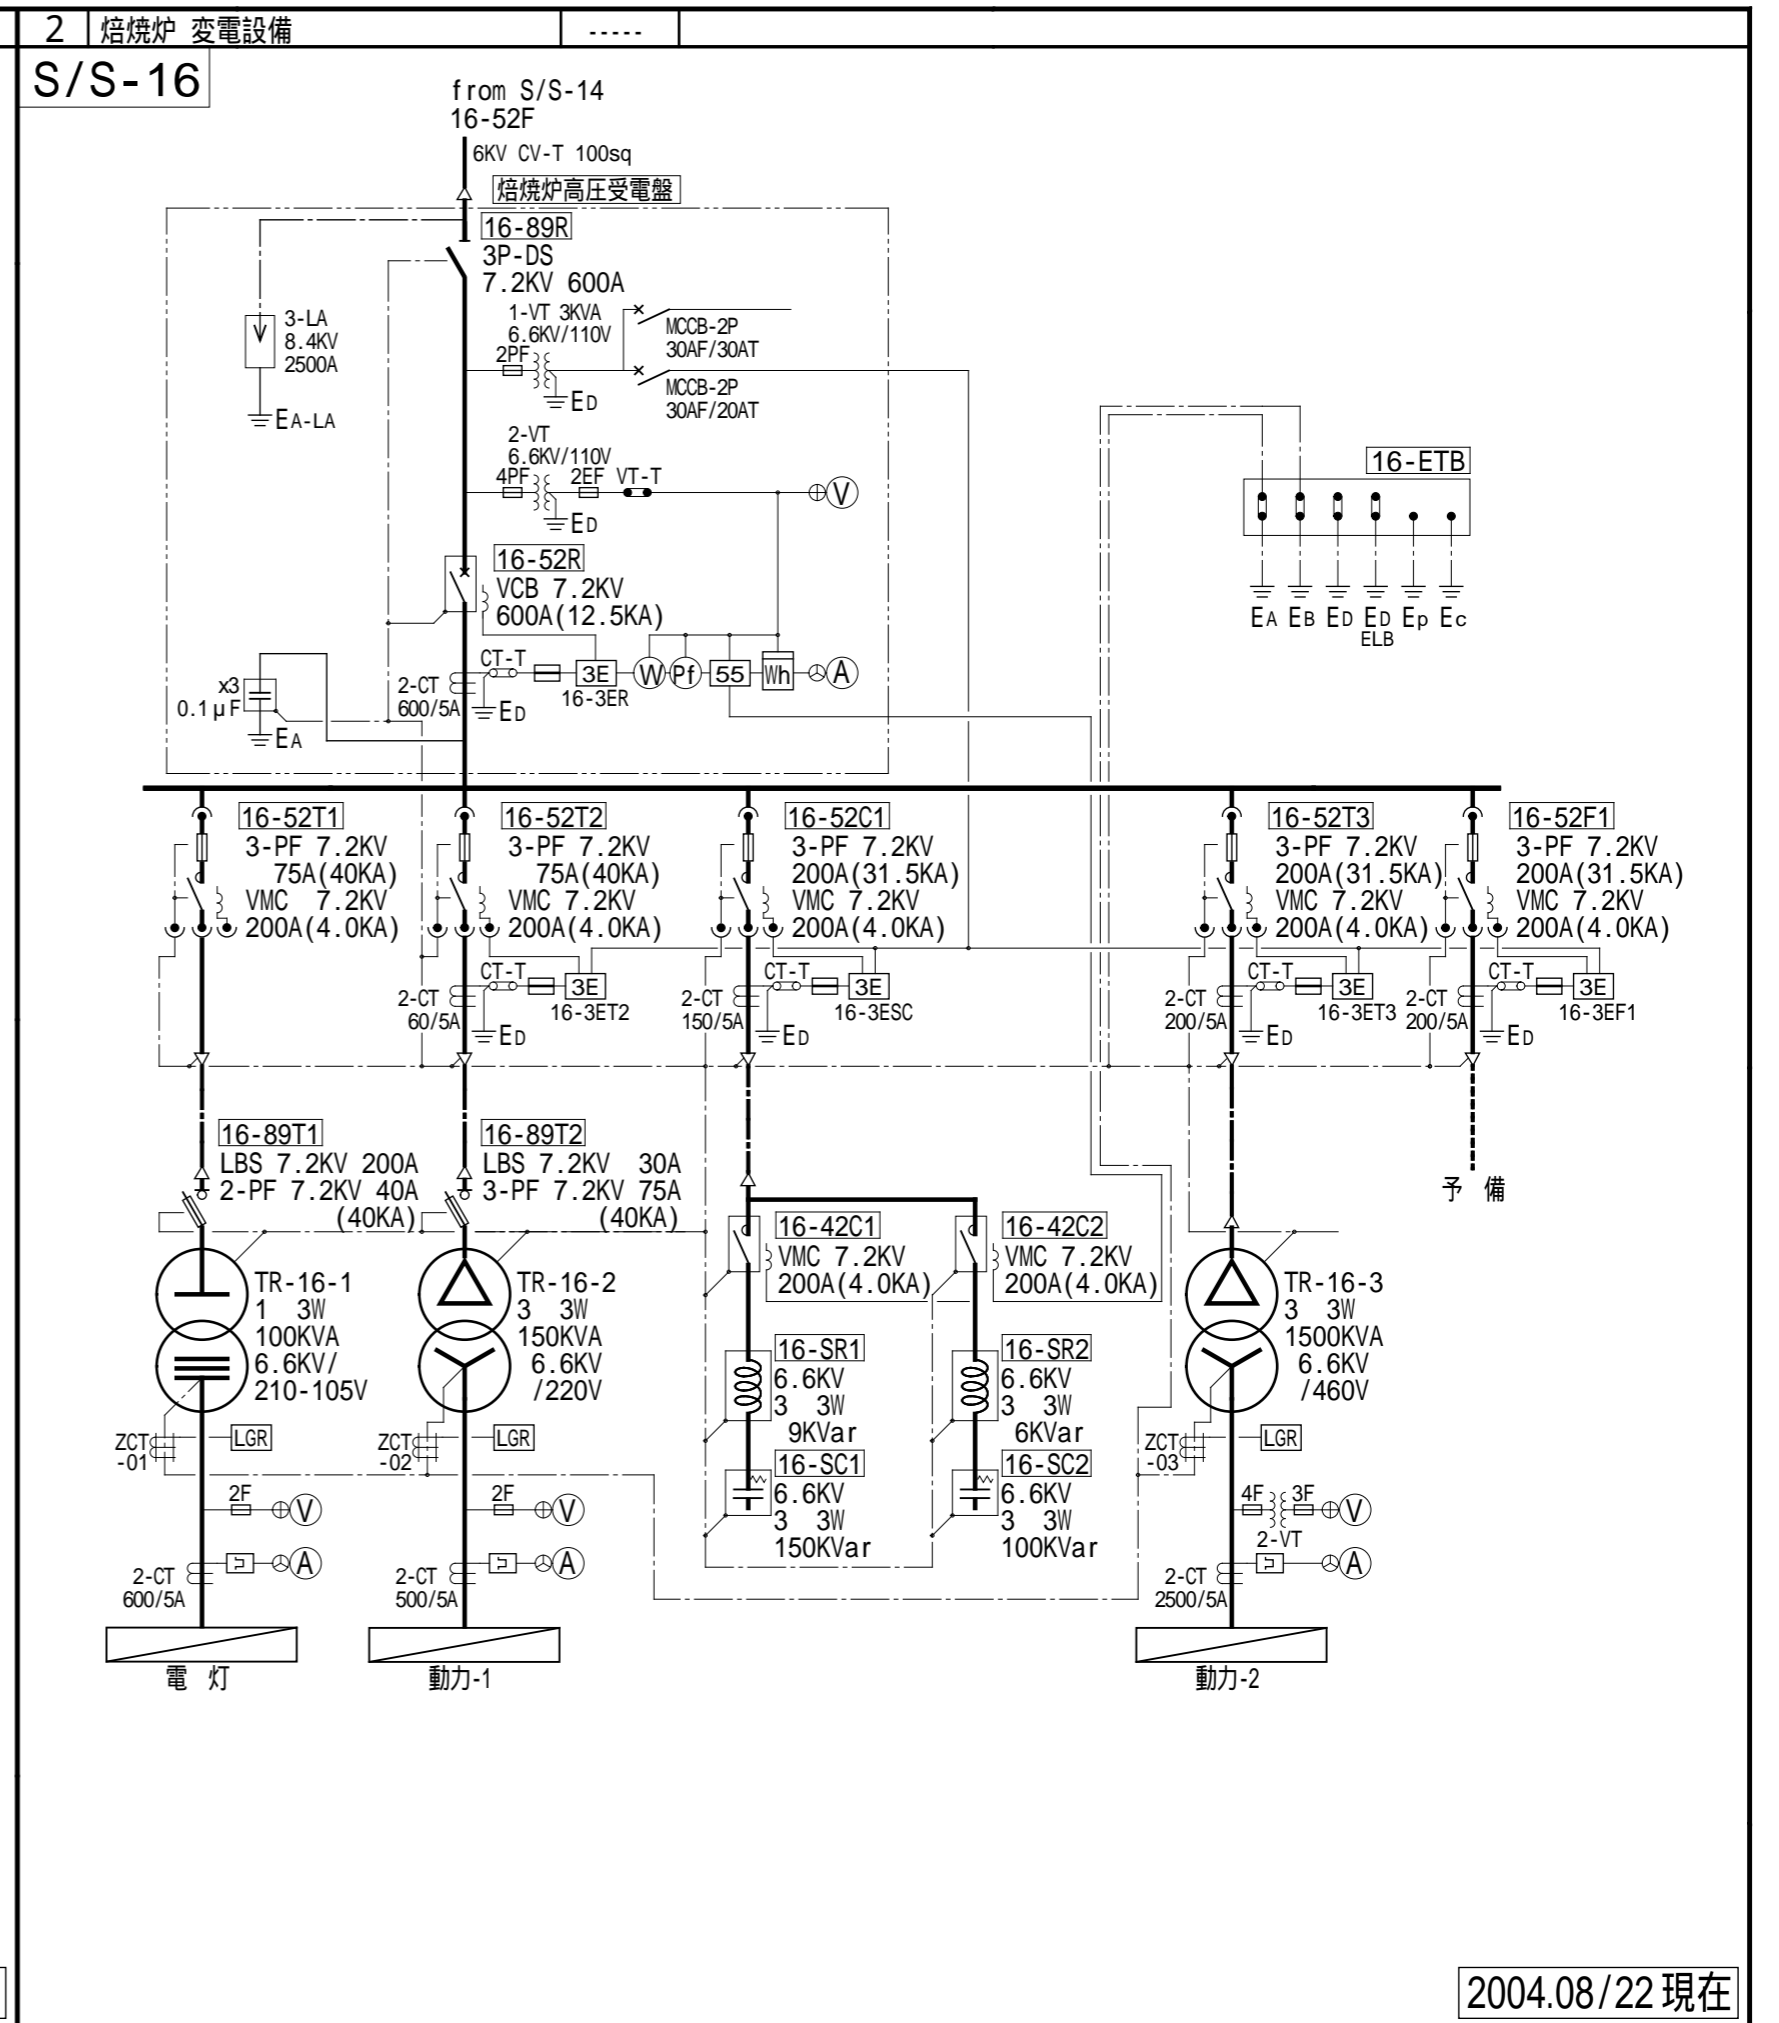 2 焙焼炉 変電設備 -----
S/S-16
from S/S-14
16-52F
6KV CV-T 100sq
焙焼炉高圧受電盤
16-89R
3P-DS
7.2KV 600A
3-LA
8.4KV
2500A
EA-LA
1-VT 3KVA
6.6KV/110V
2PF
ED
MCCB-2P
30AF/30AT
MCCB-2P
30AF/20AT
2-VT
6.6KV/110V
4PF 2EF VT-T
V
ED
16-ETB
EA EB ED ED Ep Ec
ELB
16-52R
VCB 7.2KV
600A(12.5KA)
CT-T
3E W Pf 55 Wh A
16-3ER
2-CT
600/5A
ED
x3
0.1μF
EA
16-52T1
3-PF 7.2KV
75A(40KA)
VMC 7.2KV
200A(4.0KA)
16-52T2
3-PF 7.2KV
75A(40KA)
VMC 7.2KV
200A(4.0KA)
16-52C1
3-PF 7.2KV
200A(31.5KA)
VMC 7.2KV
200A(4.0KA)
16-52T3
3-PF 7.2KV
200A(31.5KA)
VMC 7.2KV
200A(4.0KA)
16-52F1
3-PF 7.2KV
200A(31.5KA)
VMC 7.2KV
200A(4.0KA)
CT-T
3E
16-3ET2
2-CT
60/5A
ED
CT-T
3E
16-3ESC
2-CT
150/5A
ED
CT-T
3E
16-3ET3
2-CT
200/5A
ED
CT-T
3E
16-3EF1
2-CT
200/5A
ED
16-89T1
LBS 7.2KV 200A
2-PF 7.2KV 40A
(40KA)
16-89T2
LBS 7.2KV 30A
3-PF 7.2KV 75A
(40KA)
予 備
16-42C1
VMC 7.2KV
200A(4.0KA)
16-42C2
VMC 7.2KV
200A(4.0KA)
TR-16-1
1 3W
100KVA
6.6KV/
210-105V
TR-16-2
3 3W
150KVA
6.6KV
/220V
TR-16-3
3 3W
1500KVA
6.6KV
/460V
16-SR1
6.6KV
3 3W
9KVar
16-SR2
6.6KV
3 3W
6KVar
16-SC1
6.6KV
3 3W
150KVar
16-SC2
6.6KV
3 3W
100KVar
ZCT
-01
LGR
2F V
2-CT
600/5A
A
電 灯
ZCT
-02
LGR
2F V
2-CT
500/5A
A
動力-1
ZCT
-03
LGR
4F 3F V
2-VT
2-CT
2500/5A
A
動力-2
2004.08/22 現在